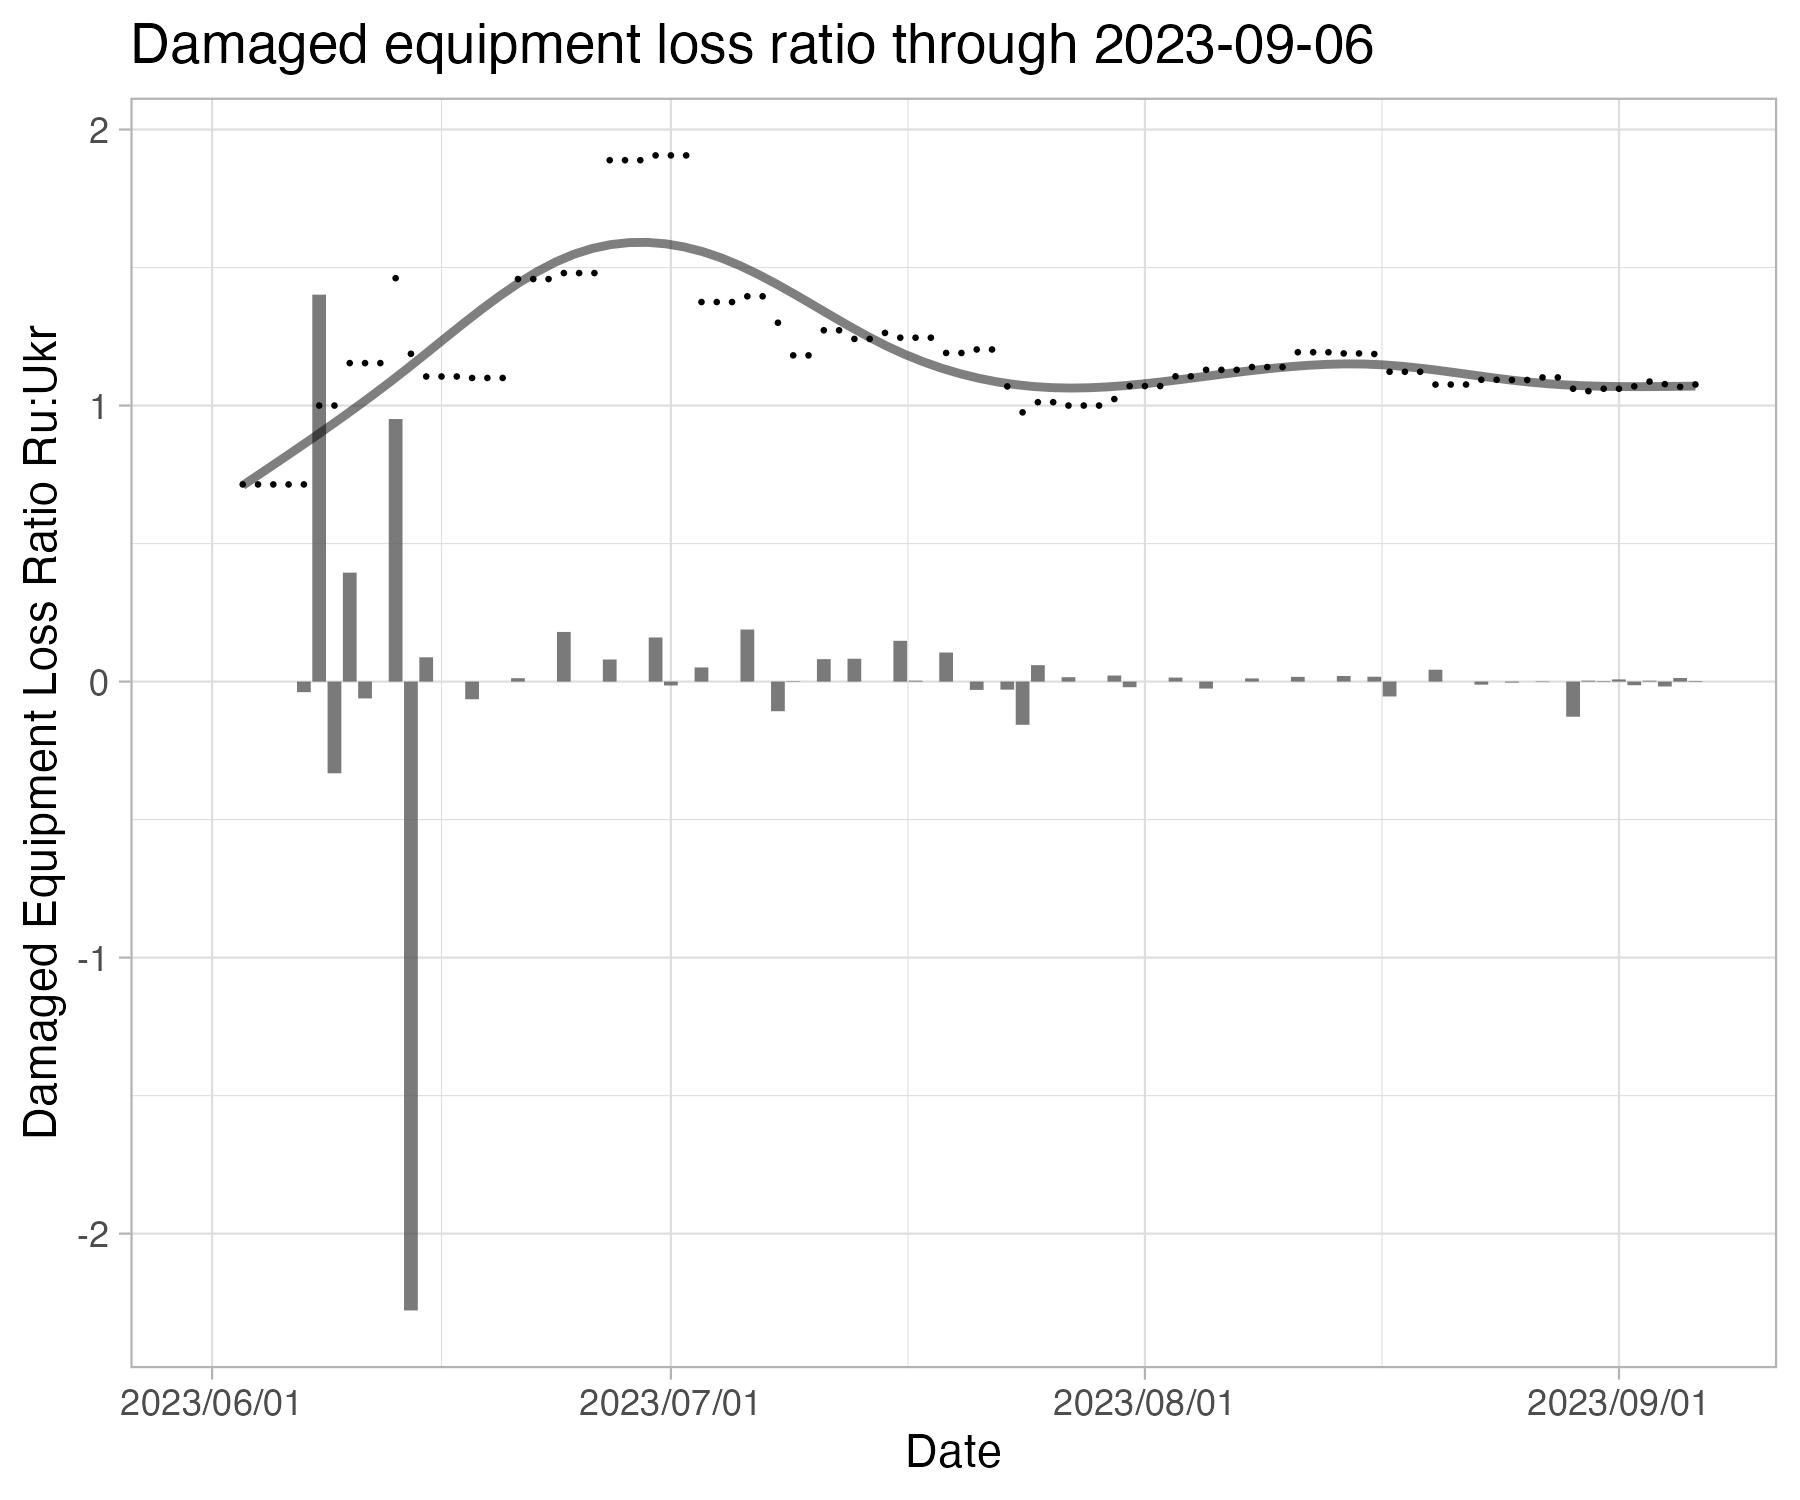 Damaged equipment loss ratio through 2023-09-06
Damaged Equipment Loss Ratio Ru:Ukr
2
1
0
-1
-2
2023/06/01 2023/07/01 2023/08/01 2023/09/01
Date